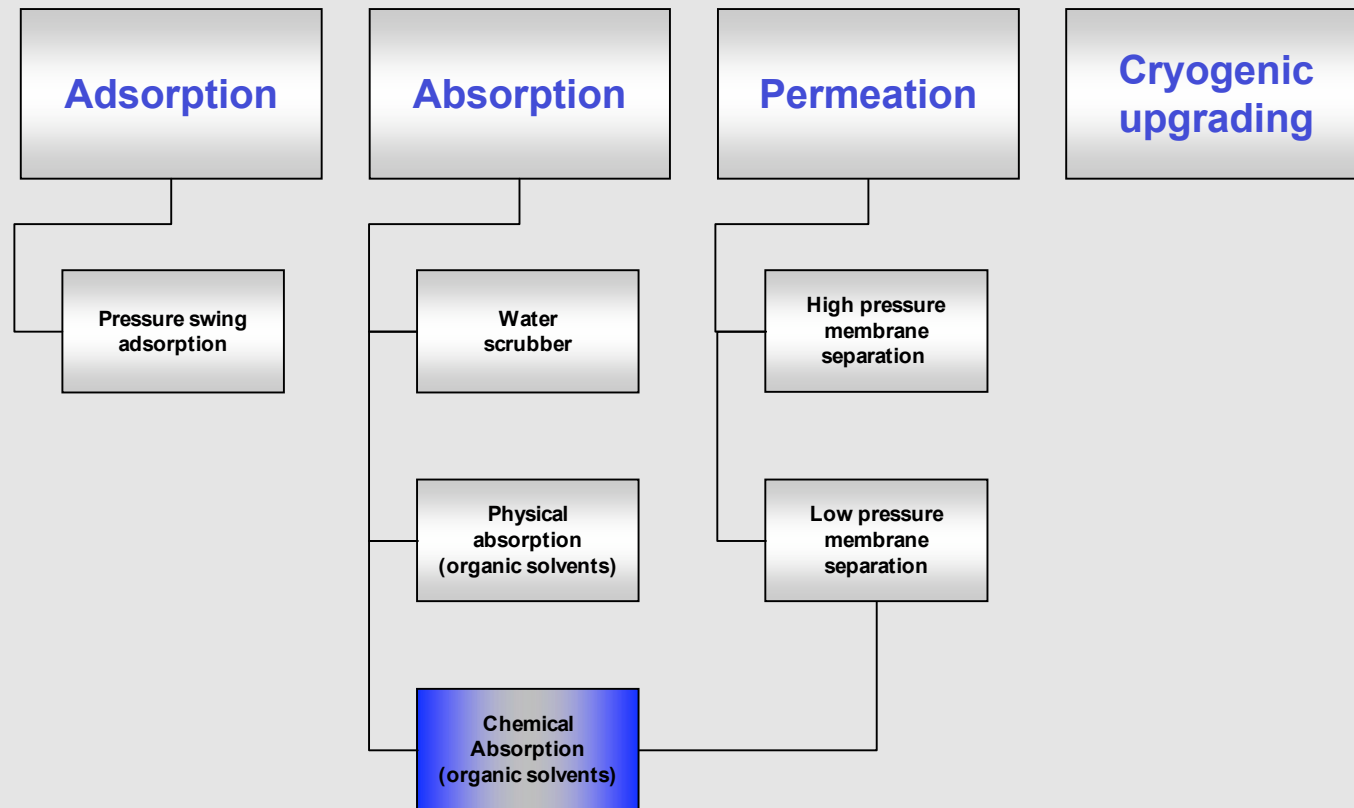 Adsorption
Absorption
Permeation
Cryogenic
upgrading
Pressure swing
adsorption
Water
scrubber
High pressure
membrane
separation
Physical
absorption
(organic solvents)
Low pressure
membrane
separation
Chemical
Absorption
(organic solvents)